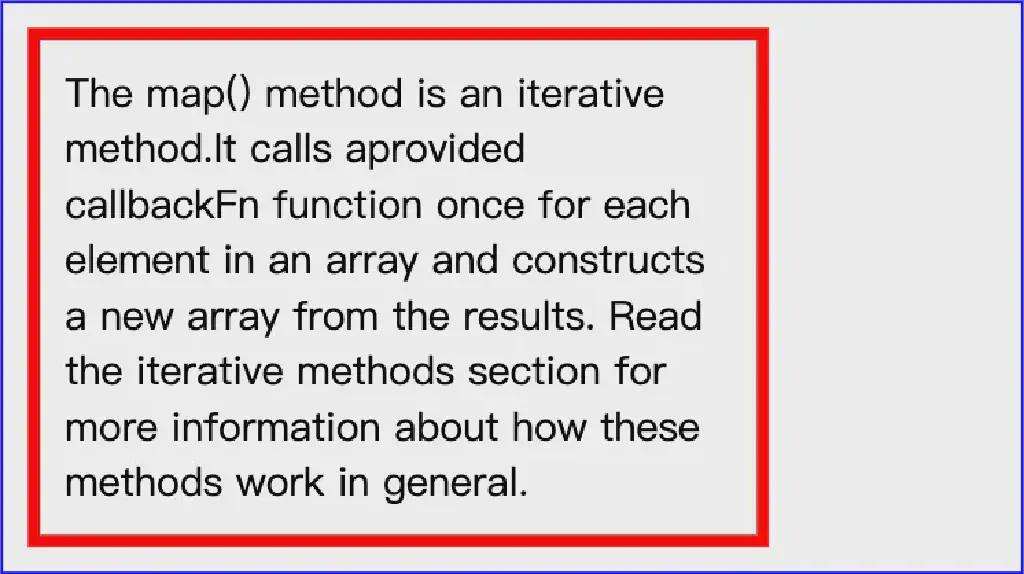 The map() method is an iterative
method.It calls aprovided
callbackFn function once for each
element in an array and constructs
a new array from the results. Read
the iterative methods section for
more information about how these
methods work in general.